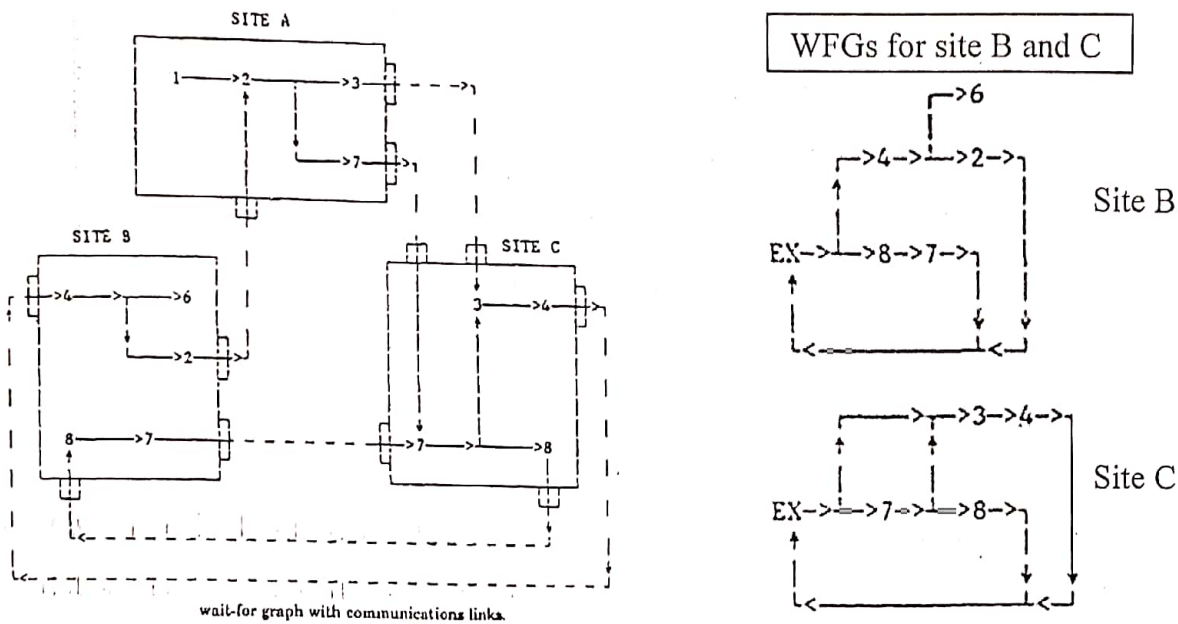 SITE A
1 >2 >3
>7
SITE B
>4 > >6
>2
8 >7
SITE C
3 >4
>7 > >8
wait-for graph with communications links.
WFGs for site B and C
>6
>4-> >2->
Site B
EX-> >8->7-
>3->4->
Site C
EX-> >7-> >8-